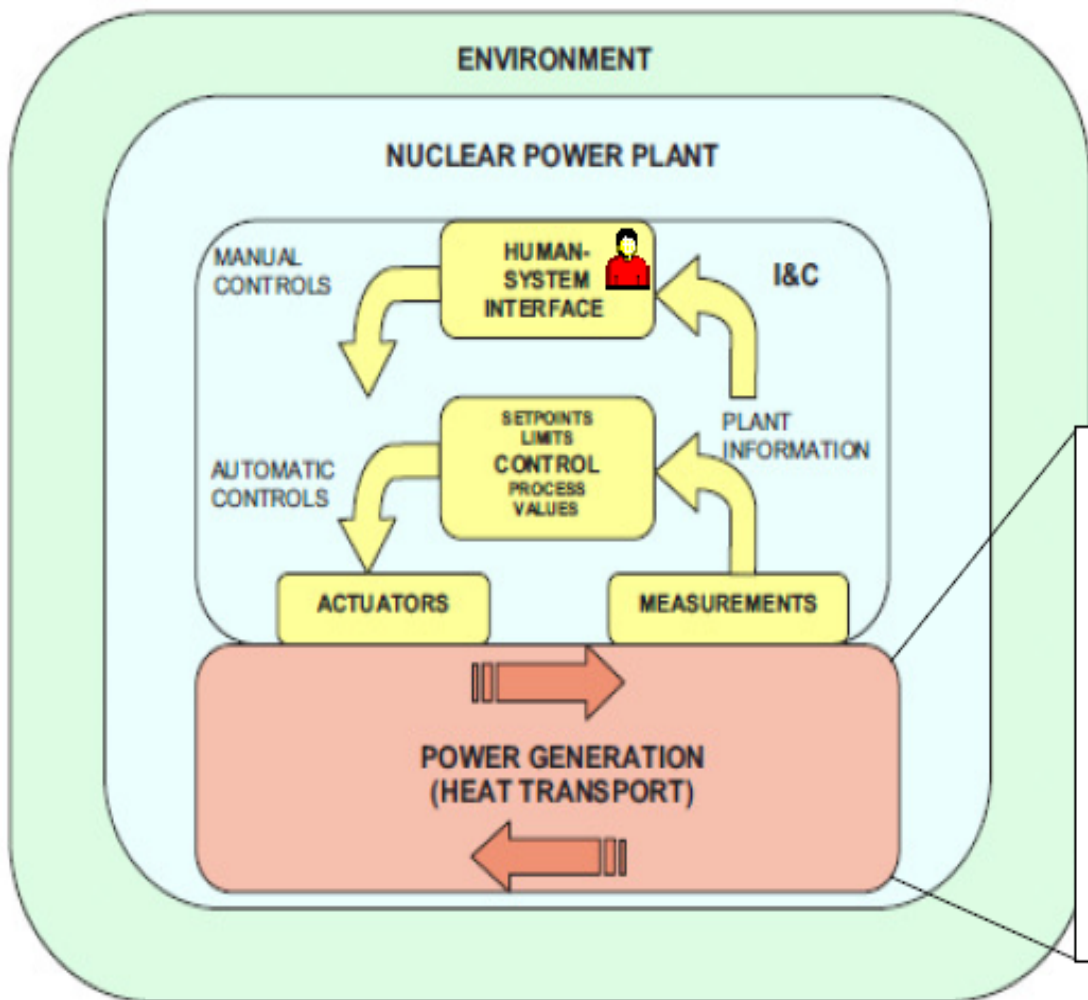 ENVIRONMENT
NUCLEAR POWER PLANT
MANUAL
CONTROLS
HUMAN-
SYSTEM
INTERFACE
I&C
SETPOINTS
LIMITS
CONTROL
PROCESS
VALUES
PLANT
INFORMATION
AUTOMATIC
CONTROLS
ACTUATORS
MEASUREMENTS
POWER GENERATION
(HEAT TRANSPORT)